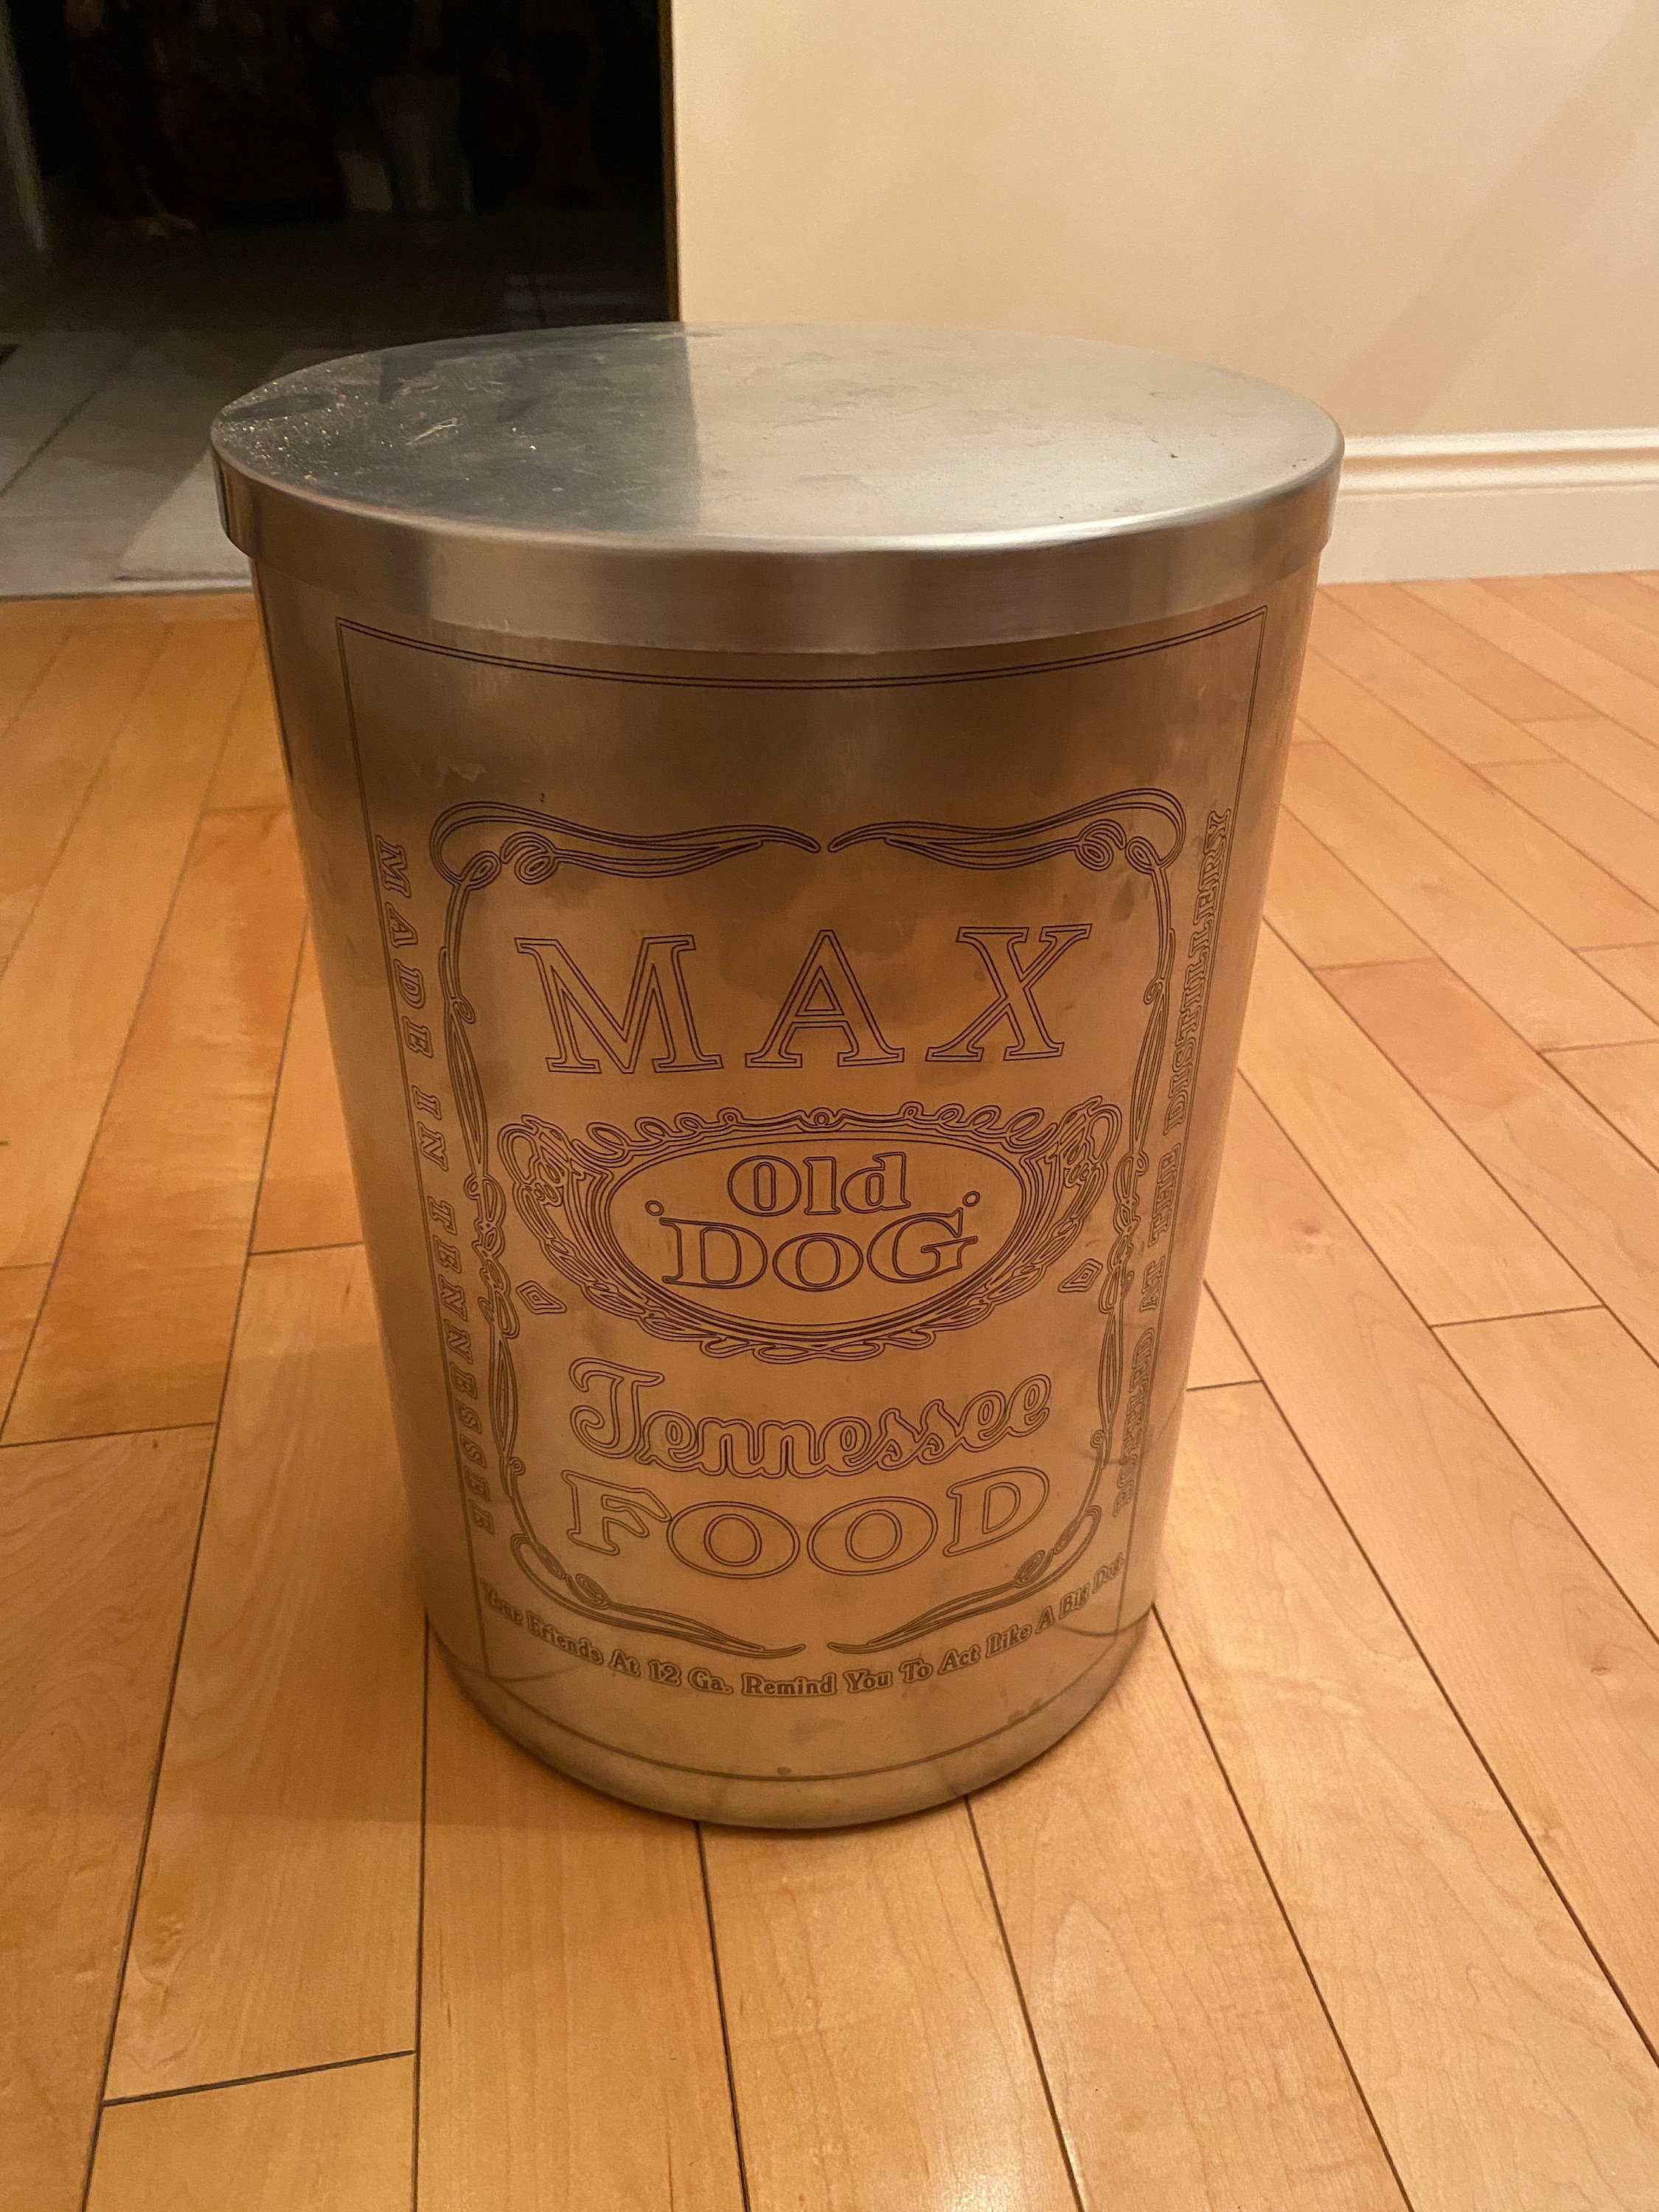 MAX
Old
DOG
Tennessee
FOOD
MADE IN TENNESSEE
BOTTLED AT THE DISTILLERY
Your Friends At 12 Ga. Remind You To Act Like A Big Dog